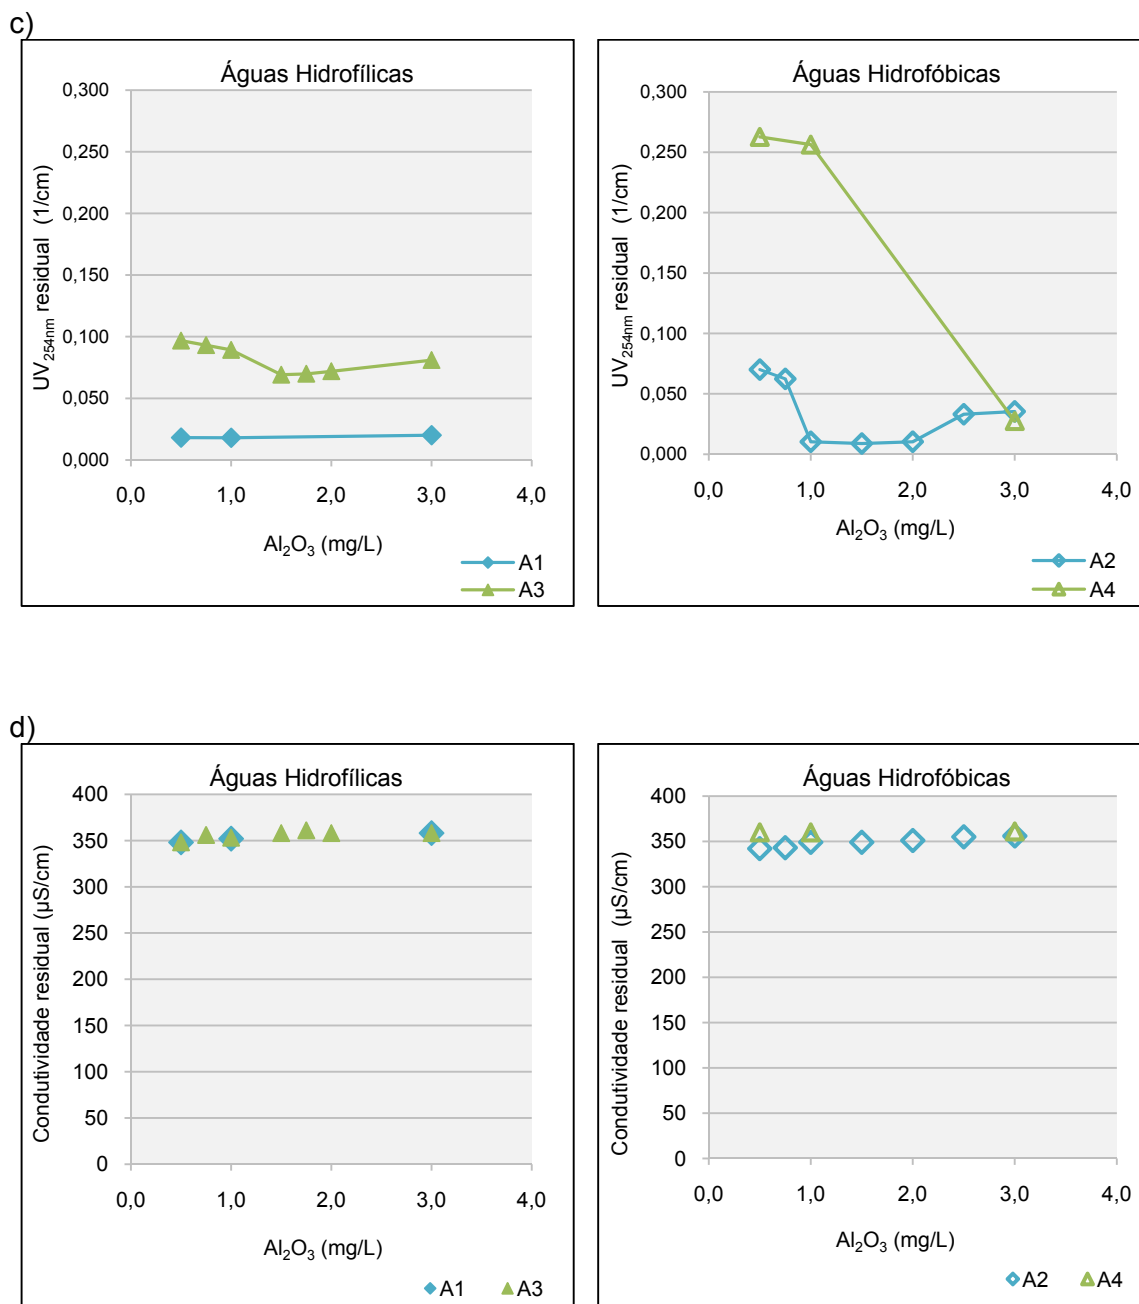 c)
Águas Hidrofílicas
UV254nm residual (1/cm)
0,300
0,250
0,200
0,150
0,100
0,050
0,000
0,0 1,0 2,0 3,0 4,0
Al2O3 (mg/L)
A1
A3
Águas Hidrofóbicas
UV254nm residual (1/cm)
0,300
0,250
0,200
0,150
0,100
0,050
0,000
0,0 1,0 2,0 3,0 4,0
Al2O3 (mg/L)
A2
A4
d)
Águas Hidrofílicas
Condutividade residual (µS/cm)
400
350
300
250
200
150
100
50
0
0,0 1,0 2,0 3,0 4,0
Al2O3 (mg/L)
A1 A3
Águas Hidrofóbicas
Condutividade residual (µS/cm)
400
350
300
250
200
150
100
50
0
0,0 1,0 2,0 3,0 4,0
Al2O3 (mg/L)
A2 A4